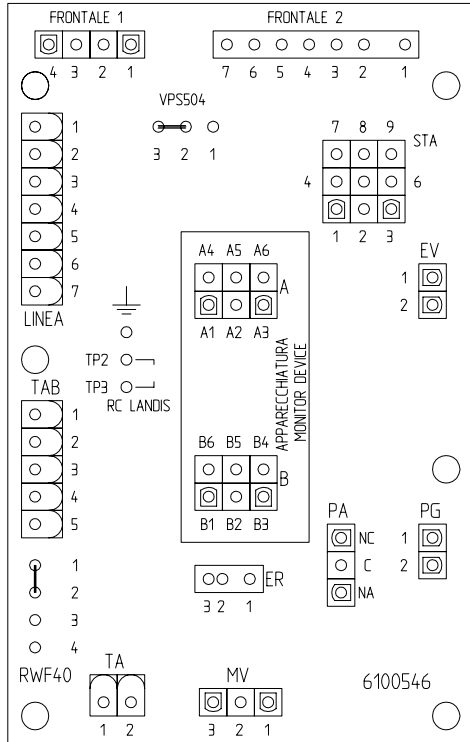 FRONTALE 1
FRONTALE 2
4 3 2 1
7 6 5 4 3 2 1
VPS504
3 2 1
1
2
3
4
5
6
7
LINEA
7 8 9
STA
4 6
1 2 3
EV
1
2
A4 A5 A6
A
A1 A2 A3
APPARECCHIATURA
MONITOR DEVICE
TP2
TP3
RC LANDIS
TAB
1
2
3
4
5
B6 B5 B4
B
B1 B2 B3
PA
NC
C
NA
PG
1
2
1
2
3
4
RWF40
ER
3 2 1
TA
1 2
MV
3 2 1
6100546